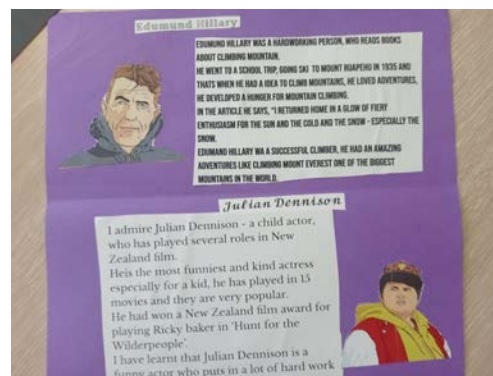 Edumund Hillary
EDUMUND HILLARY WAS A HARDWORKING PERSON, WHO READS BOOKS
ABOUT CLIMBING MOUNTAIN.
HE WENT TO A SCHOOL TRIP, GOING SKI TO MOUNT RUAPEHU IN 1935 AND
THATS WHEN HE HAD A IDEA TO CLIMB MOUNTAINS, HE LOVED ADVENTURES,
HE DEVELOPED A HUNGER FOR MOUNTAIN CLIMBING.
IN THE ARTICLE HE SAYS, "I RETURNED HOME IN A GLOW OF FIERY
ENTHUSIASM FOR THE SUN AND THE COLD AND THE SNOW - ESPECIALLY THE
SNOW.
EDUMAND HILLARY WA A SUCCESSFUL CLIMBER, HE HAD AN AMAZING
ADVENTURES LIKE CLIMBING MOUNT EVEREST ONE OF THE BIGGEST
MOUNTAINS IN THE WORLD.
Julian Dennison
I admire Julian Dennison - a child actor,
who has played several roles in New
Zealand film.
Heis the most funniest and kind actress
especially for a kid, he has played in 15
movies and they are very popular.
He had won a New Zealand film award for
playing Ricky baker in 'Hunt for the
Wilderpeople'.
I have learnt that Julian Dennison is a
funny actor who puts in a lot of hard work